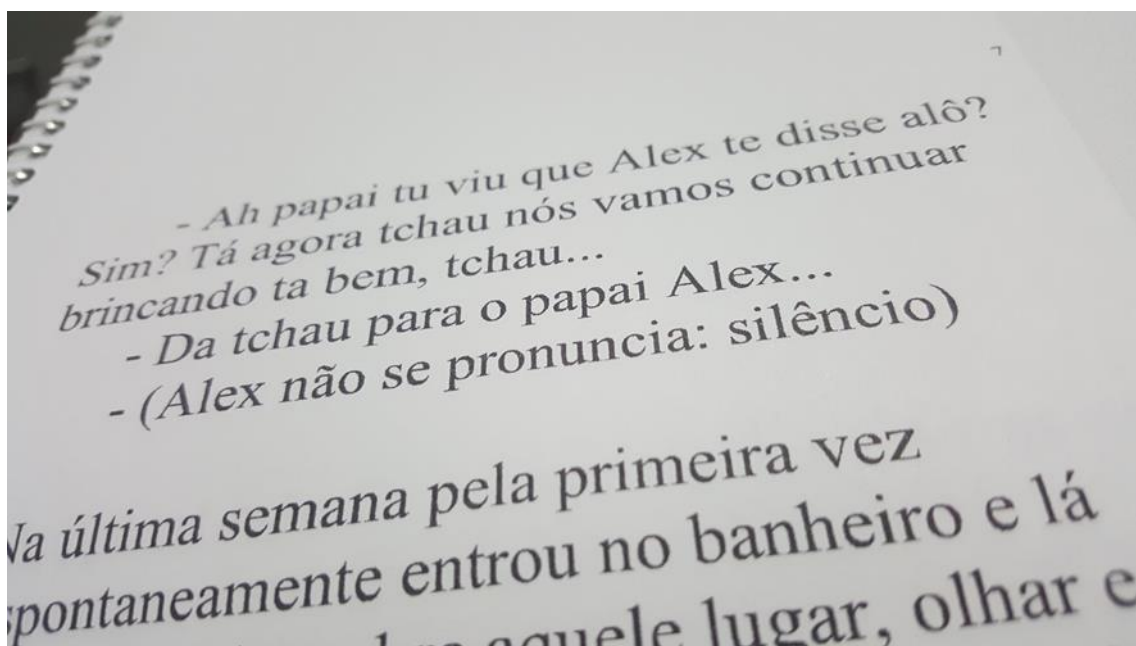 7
- Ah papai tu viu que Alex te disse alô?
Sim? Tá agora tchau nós vamos continuar
brincando ta bem, tchau...
- Da tchau para o papai Alex...
- (Alex não se pronuncia: silêncio)
última semana pela primeira vez
entrou no banheiro e lá
aquele lugar, olhar e